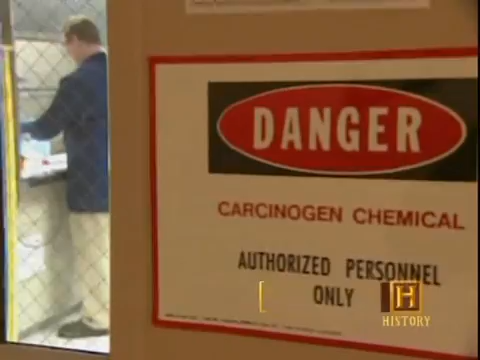 DANGER
CARCINOGEN CHEMICAL
AUTHORIZED PERSONNEL
ONLY
[
H
HISTORY